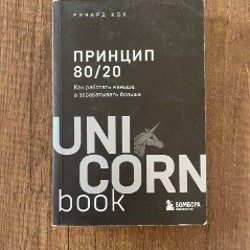 РИЧАРД КОХ
ПРИНЦИП
80/20
Как работать меньше,
а зарабатывать больше
UNI
CORN
book
БОМБОРА